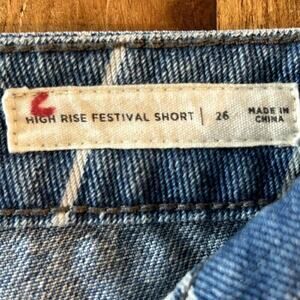 HIGH RISE FESTIVAL SHORT | 26 MADE IN
CHINA